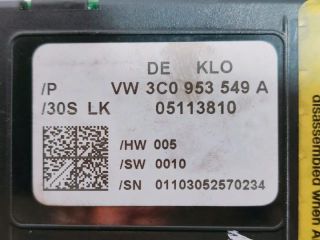 DE KLO
/P VW 3C0 953 549 A
/30S LK 05113810
/HW 005
/SW 0010
/SN 01103052570234
disassembled when A